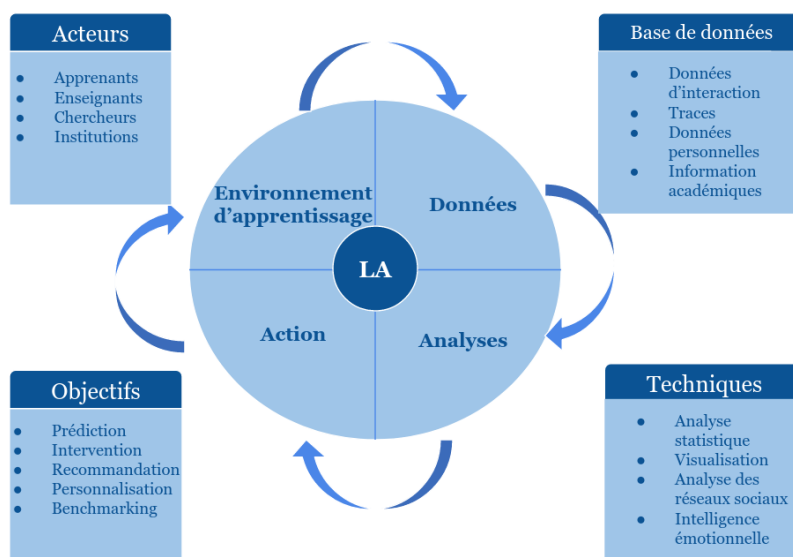 Acteurs
● Apprenants
● Enseignants
● Chercheurs
● Institutions
Base de données
● Données
d'interaction
● Traces
● Données
personnelles
● Information
académiques
Environnement
d'apprentissage
Données
LA
Action
Analyses
Objectifs
● Prédiction
● Intervention
● Recommandation
● Personnalisation
● Benchmarking
Techniques
● Analyse
statistique
● Visualisation
● Analyse des
réseaux sociaux
● Intelligence
émotionnelle